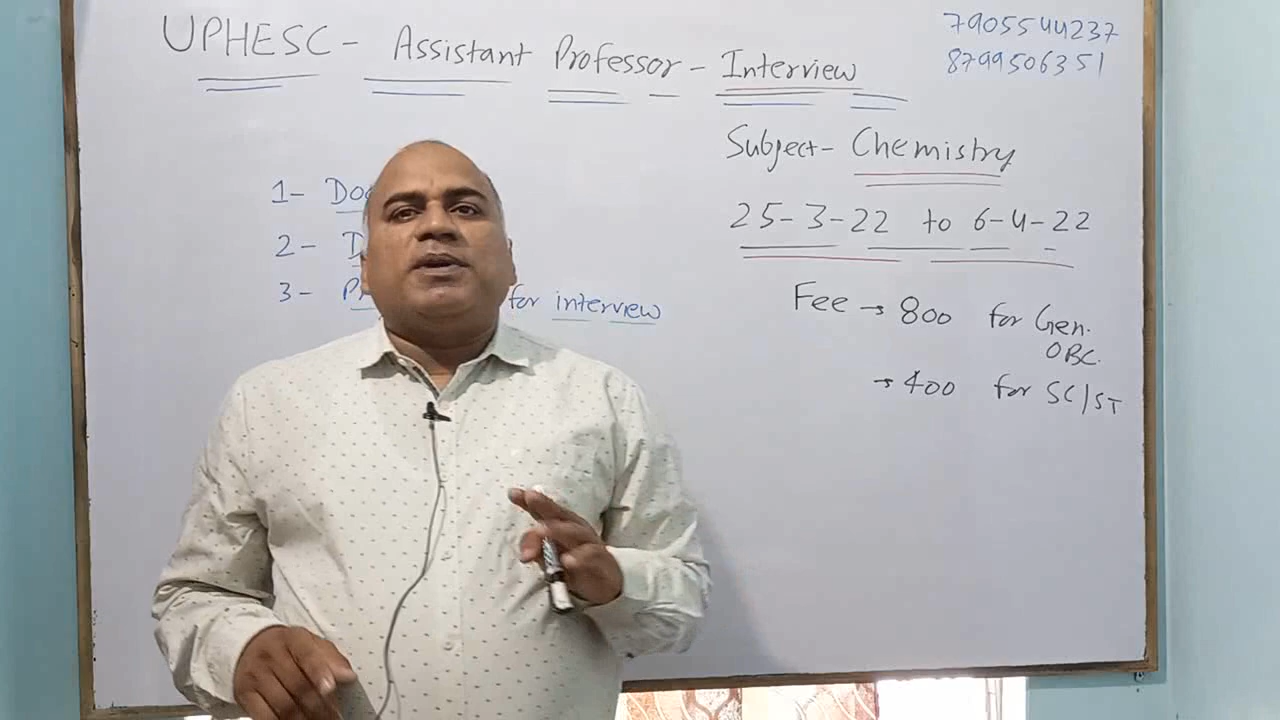 UPHESC - Assistant Professor - Interview
7905544237
8799506351
Subject - Chemistry
25-3-22 to 6-4-22
1-
2-
3- for interview
Fee → 800 for Gen.
OBC.
→ 400 for SC/ST